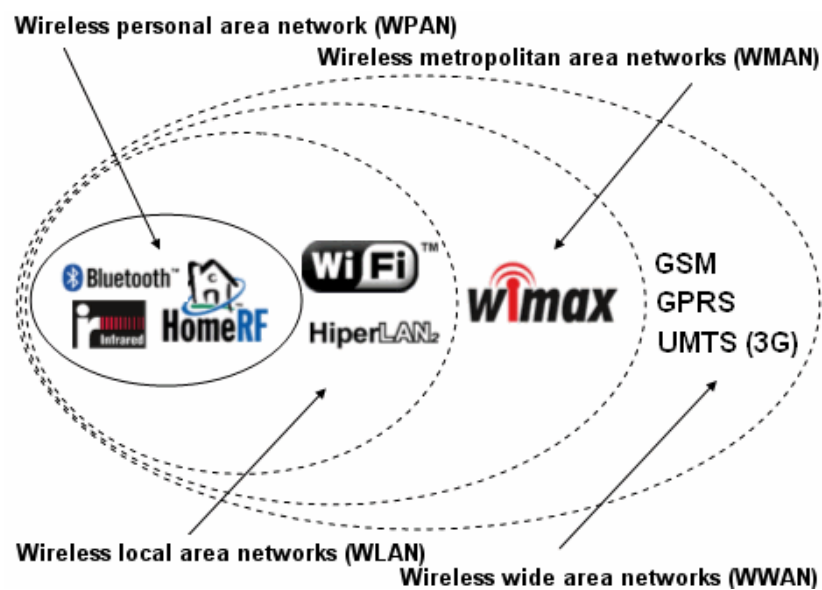 Wireless personal area network (WPAN)
Wireless metropolitan area networks (WMAN)
Bluetooth™
Infrared
HomeRF
WiFi™
HiperLAN2
wimax
GSM
GPRS
UMTS (3G)
Wireless local area networks (WLAN)
Wireless wide area networks (WWAN)